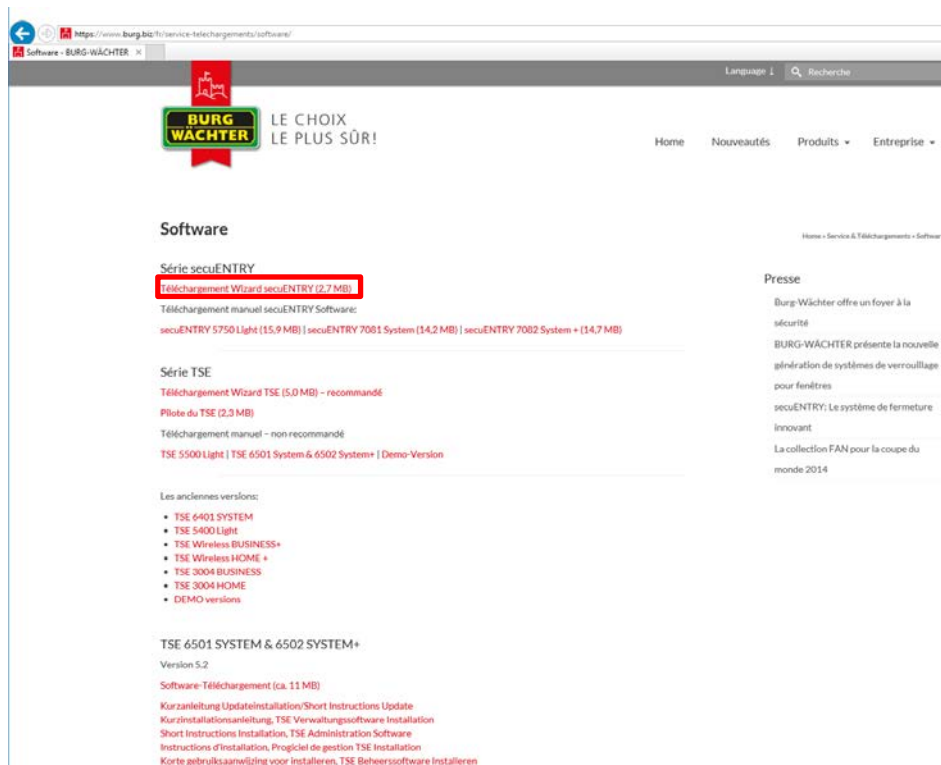 https://www.burg.biz/fr/service-telechargements/software/
Software - BURG-WÄCHTER ×
Language ↓
Recherche
BURG
WÄCHTER
LE CHOIX
LE PLUS SÛR!
Home Nouveautés Produits Entreprise
Software
Home » Service & Téléchargements » Softwar
Série secuENTRY
Téléchargement Wizard secuENTRY (2,7 MB)
Téléchargement manuel secuENTRY Software:
secuENTRY 5750 Light (15,9 MB) | secuENTRY 7081 System (14,2 MB) | secuENTRY 7082 System + (14,7 MB)
Série TSE
Téléchargement Wizard TSE (5,0 MB) – recommandé
Pilote du TSE (2,3 MB)
Téléchargement manuel – non recommandé
TSE 5500 Light | TSE 6501 System & 6502 System+ | Demo-Version
Les anciennes versions:
• TSE 6401 SYSTEM
• TSE 5400 Light
• TSE Wireless BUSINESS+
• TSE Wireless HOME +
• TSE 3004 BUSINESS
• TSE 3004 HOME
• DEMO versions
TSE 6501 SYSTEM & 6502 SYSTEM+
Version 5.2
Software-Téléchargement (ca. 11 MB)
Kurzanleitung Updateinstallation/Short Instructions Update
Kurzinstallationsanleitung, TSE Verwaltungssoftware Installation
Short Instructions Installation, TSE Administration Software
Instructions d'installation, Progiciel de gestion TSE Installation
Korte gebruiksaanwijzing voor installeren, TSE Beheerssoftware Installeren
Presse
Burg-Wächter offre un foyer à la
sécurité
BURG-WÄCHTER présente la nouvelle
génération de systèmes de verrouillage
pour fenêtres
secuENTRY: Le système de fermeture
innovant
La collection FAN pour la coupe du
monde 2014